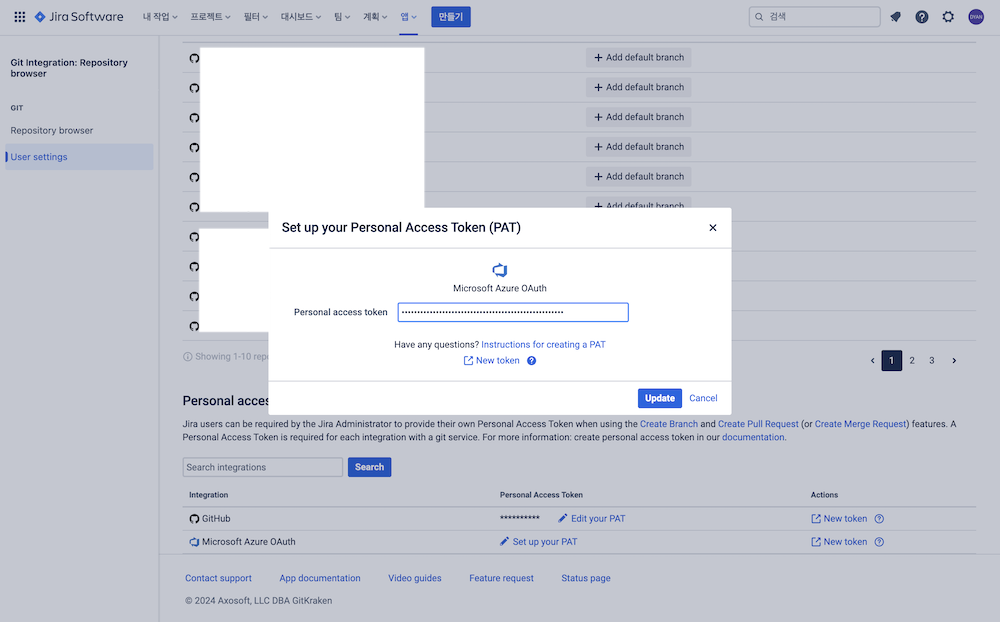 Jira Software 내 작업 프로젝트 필터 대시보드 팀 계획 앱 만들기 검색 DYAN
Git Integration: Repository
browser
GIT
Repository browser
User settings
+ Add default branch
+ Add default branch
+ Add default branch
+ Add default branch
+ Add default branch
+ Add default branch
Set up your Personal Access Token (PAT)
Microsoft Azure OAuth
Personal access token ••••••••••••••••••••••••••••••••••••••••••••••••••••
Have any questions? Instructions for creating a PAT
New token
Update Cancel
Showing 1-10 repo
1 2 3
Personal acces
Jira users can be required by the Jira Administrator to provide their own Personal Access Token when using the Create Branch and Create Pull Request (or Create Merge Request) features. A
Personal Access Token is required for each integration with a git service. For more information: create personal access token in our documentation.
Search integrations Search
Integration Personal Access Token Actions
GitHub ********** Edit your PAT New token
Microsoft Azure OAuth Set up your PAT New token
Contact support App documentation Video guides Feature request Status page
© 2024 Axosoft, LLC DBA GitKraken